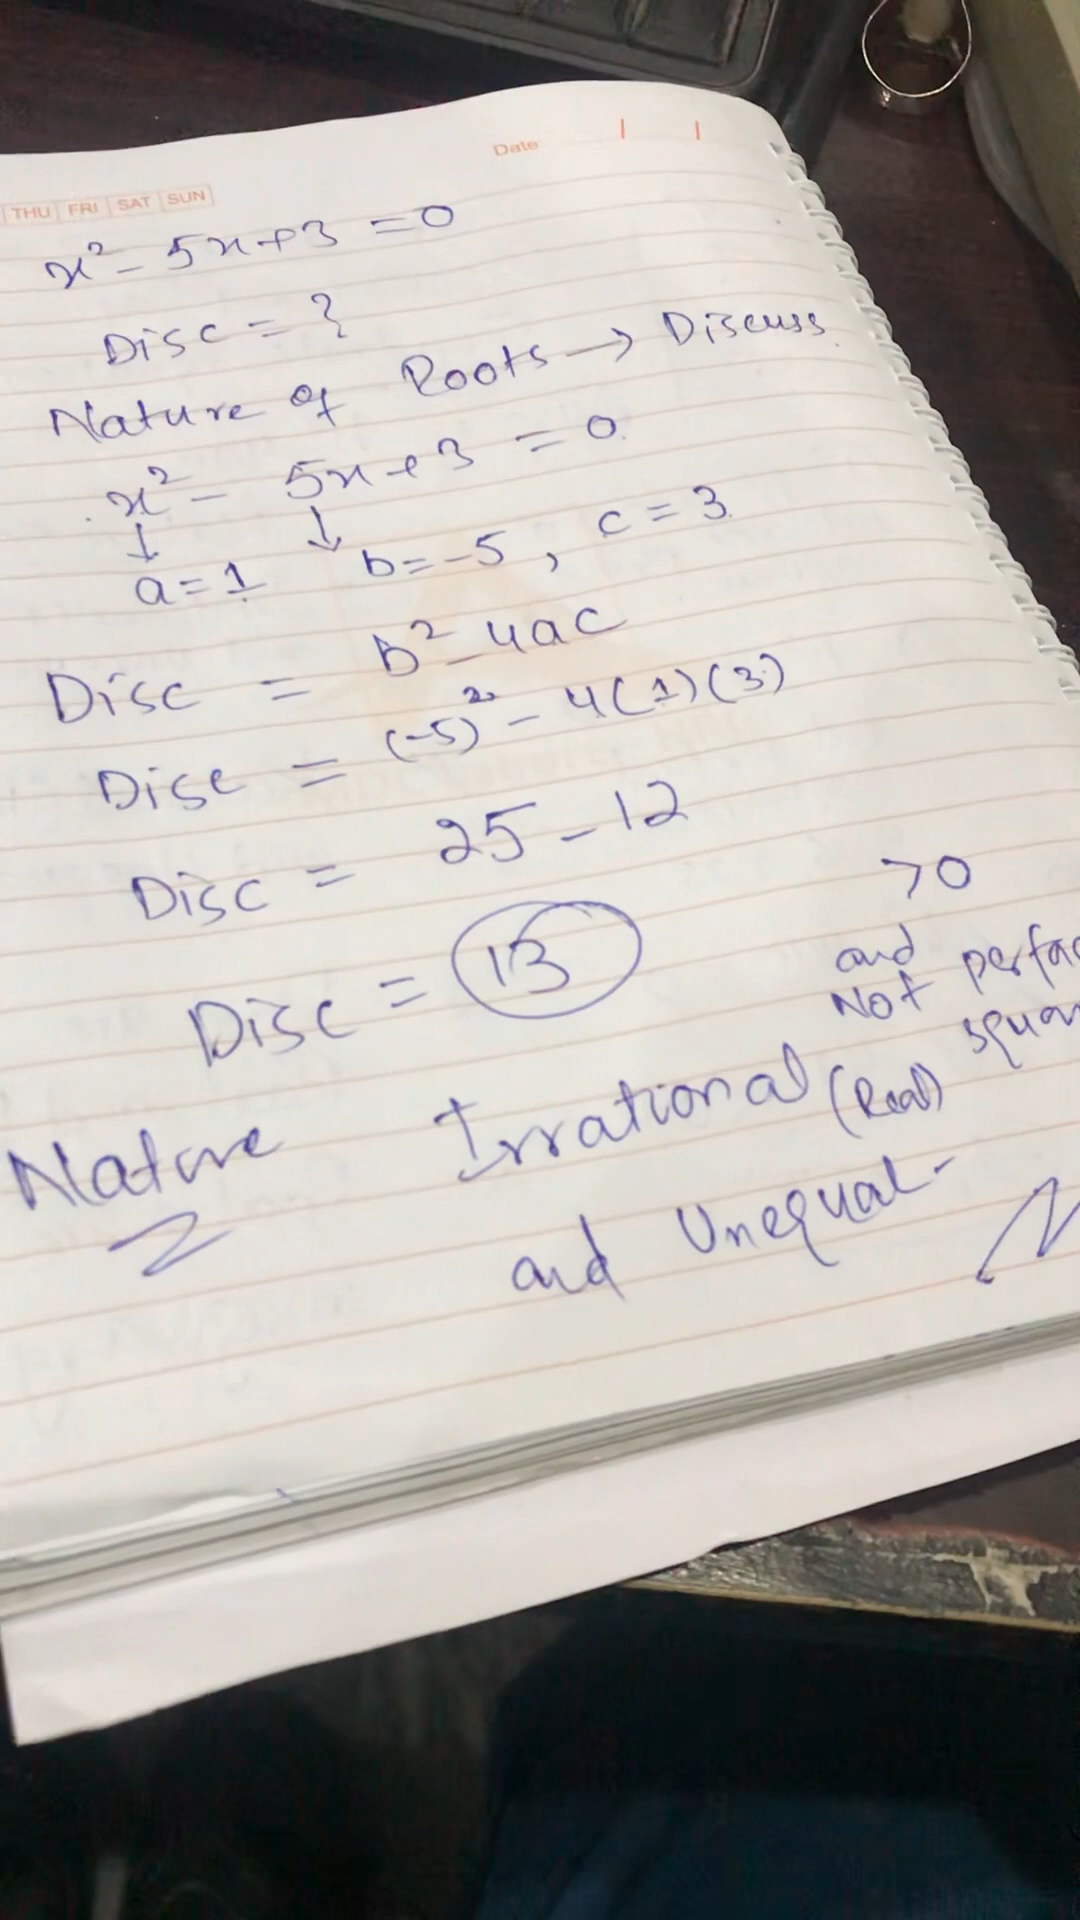 Date: / /
THU FRI SAT SUN
x² - 5x + 3 = 0
Disc = ?
Nature of Roots → Discuss
x² - 5x + 3 = 0
↓ ↓
a = 1 b = -5, c = 3
Disc = b² - 4ac
Disc = (-5)² - 4(1)(3)
Disc = 25 - 12
Disc = 13
>0
and
Not perfac
squar
Nature Irrational (Real)
and Unequal